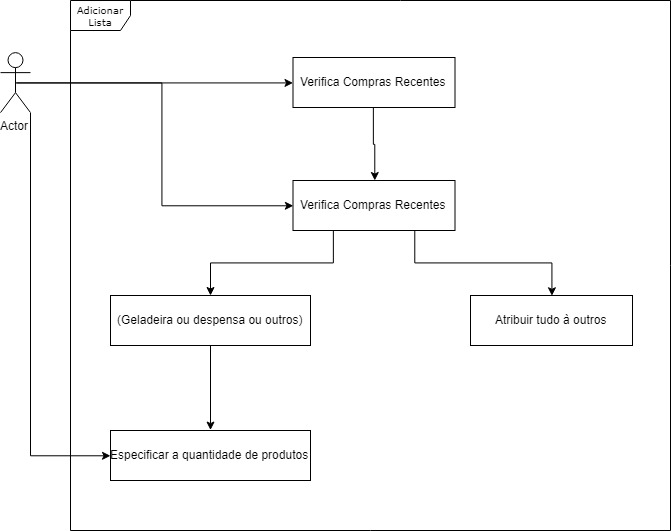 Adicionar
Lista
Verifica Compras Recentes
Actor
Verifica Compras Recentes
(Geladeira ou despensa ou outros)
Atribuir tudo à outros
Especificar a quantidade de produtos